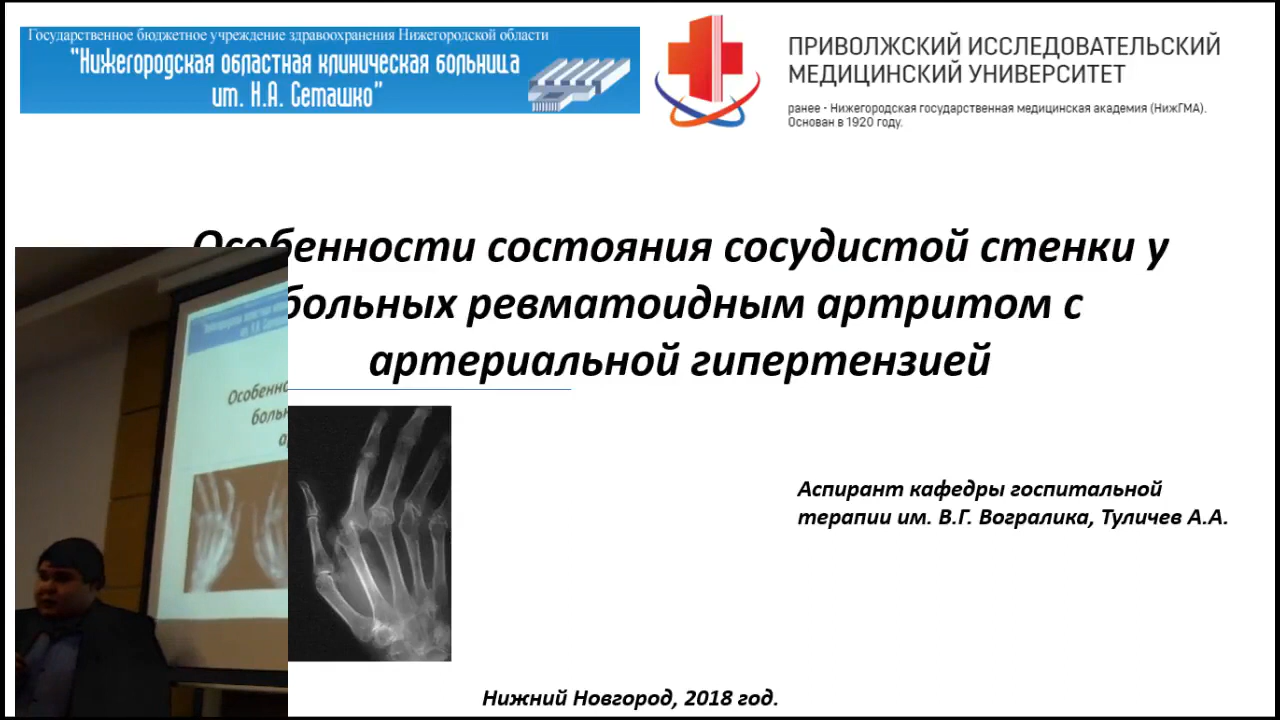 Государственное бюджетное учреждение здравоохранения Нижегородской области
"Нижегородская областная клиническая больница
им. Н.А. Семашко"
ПРИВОЛЖСКИЙ ИССЛЕДОВАТЕЛЬСКИЙ
МЕДИЦИНСКИЙ УНИВЕРСИТЕТ
ранее - Нижегородская государственная медицинская академия (НижГМА).
Основан в 1920 году.
Особенности состояния сосудистой стенки у
больных ревматоидным артритом с
артериальной гипертензией
Аспирант кафедры госпитальной
терапии им. В.Г. Вогралика, Туличев А.А.
Нижний Новгород, 2018 год.